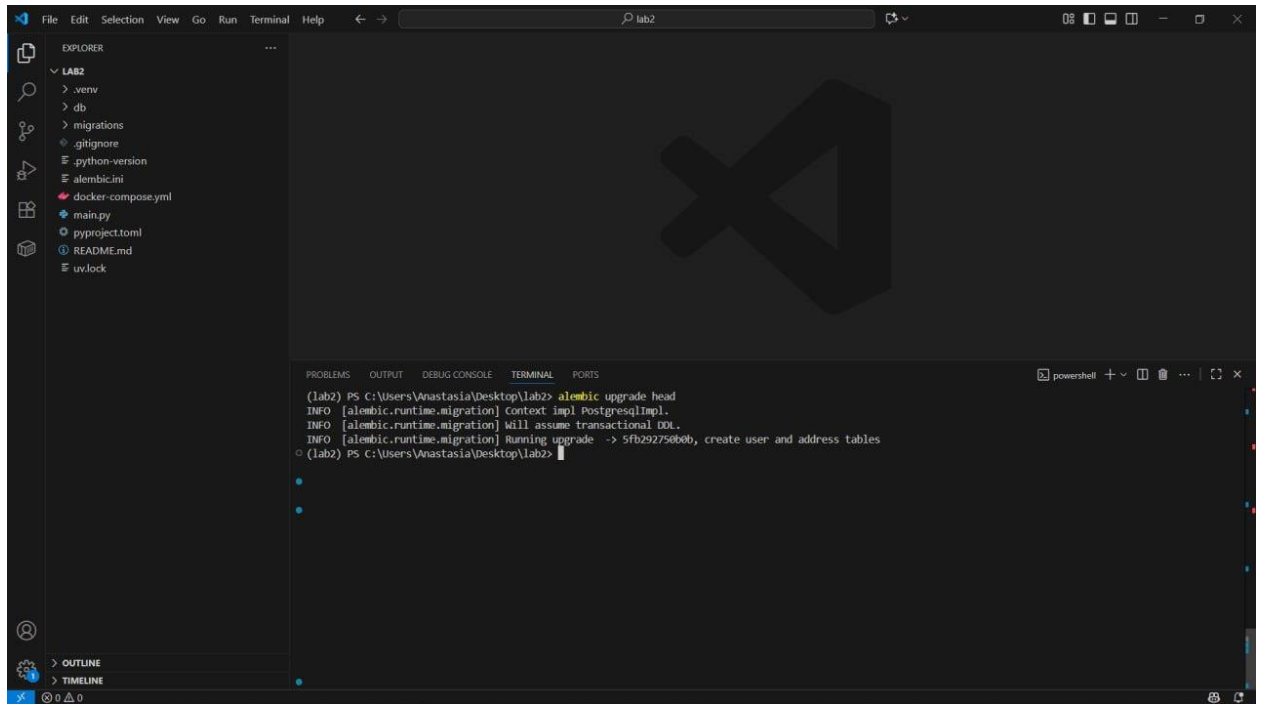 File Edit Selection View Go Run Terminal Help
lab2
EXPLORER
LAB2
.venv
db
migrations
.gitignore
.python-version
alembic.ini
docker-compose.yml
main.py
pyproject.toml
README.md
uv.lock
PROBLEMS OUTPUT DEBUG CONSOLE TERMINAL PORTS
powershell
(lab2) PS C:\Users\Anastasia\Desktop\lab2> alembic upgrade head
INFO [alembic.runtime.migration] Context impl PostgresqlImpl.
INFO [alembic.runtime.migration] Will assume transactional DDL.
INFO [alembic.runtime.migration] Running upgrade -> 5fb292750b0b, create user and address tables
(lab2) PS C:\Users\Anastasia\Desktop\lab2>
OUTLINE
TIMELINE
1
0 0